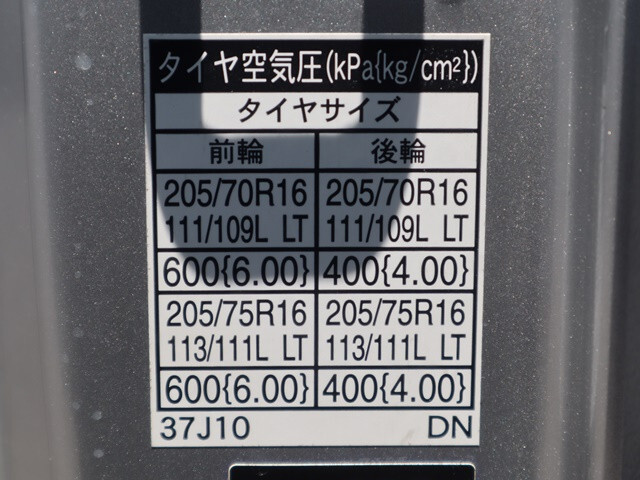 タイヤ空気圧(kPa{kg/cm²})
タイヤサイズ
前輪 後輪
205/70R16 205/70R16
111/109L LT 111/109L LT
600{6.00} 400{4.00}
205/75R16 205/75R16
113/111L LT 113/111L LT
600{6.00} 400{4.00}
37J10 DN